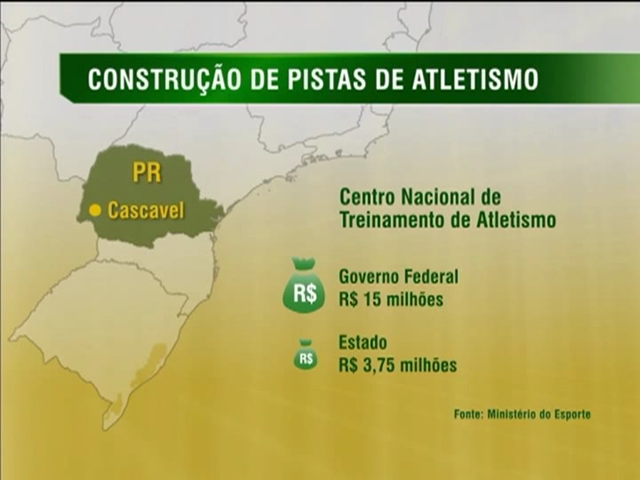 CONSTRUÇÃO DE PISTAS DE ATLETISMO
PR
Cascavel
Centro Nacional de
Treinamento de Atletismo
R$
Governo Federal
R$ 15 milhões
R$
Estado
R$ 3,75 milhões
Fonte: Ministério do Esporte